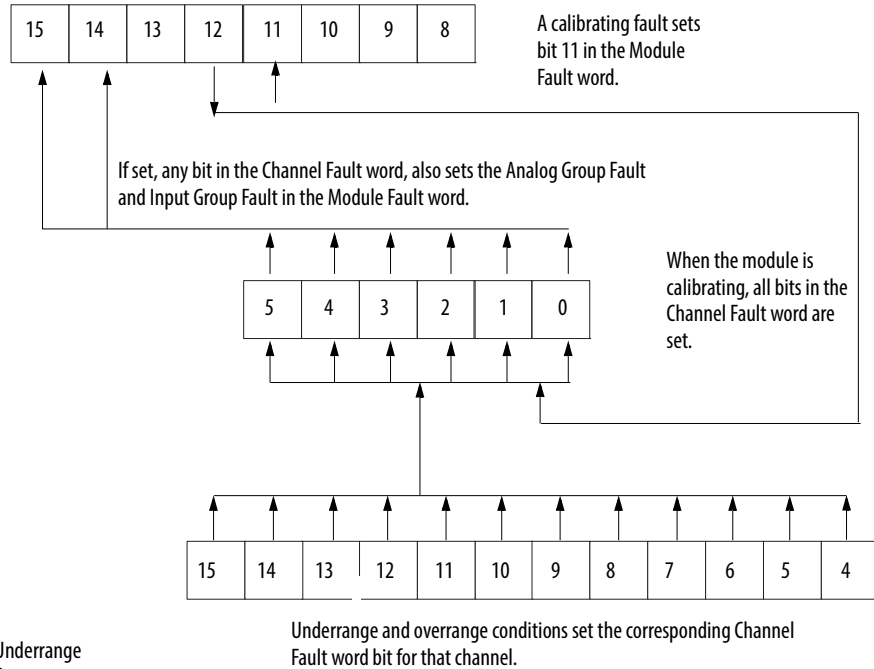 15 14 13 12 11 10 9 8
A calibrating fault sets
bit 11 in the Module
Fault word.
If set, any bit in the Channel Fault word, also sets the Analog Group Fault
and Input Group Fault in the Module Fault word.
When the module is
calibrating, all bits in the
Channel Fault word are
set.
5 4 3 2 1 0
15 14 13 12 11 10 9 8 7 6 5 4
Underrange and overrange conditions set the corresponding Channel
Fault word bit for that channel.
Underrange